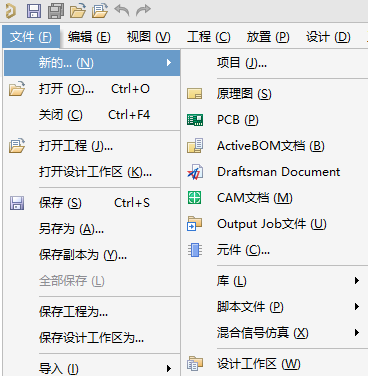 文件 (F) 编辑 (E) 视图 (V) 工程 (C) 放置 (P) 设计 (D)
新的... (N)
打开 (O)... Ctrl+O
关闭 (C) Ctrl+F4
打开工程 (J)...
打开设计工作区 (K)...
保存 (S) Ctrl+S
另存为 (A)...
保存副本为 (Y)...
全部保存 (L)
保存工程为...
保存设计工作区为...
导入 (I)
项目 (J)...
原理图 (S)
PCB (P)
ActiveBOM文档 (B)
Draftsman Document
CAM文档 (M)
Output Job文件 (U)
元件 (C)...
库 (L)
脚本文件 (P)
混合信号仿真 (X)
设计工作区 (W)